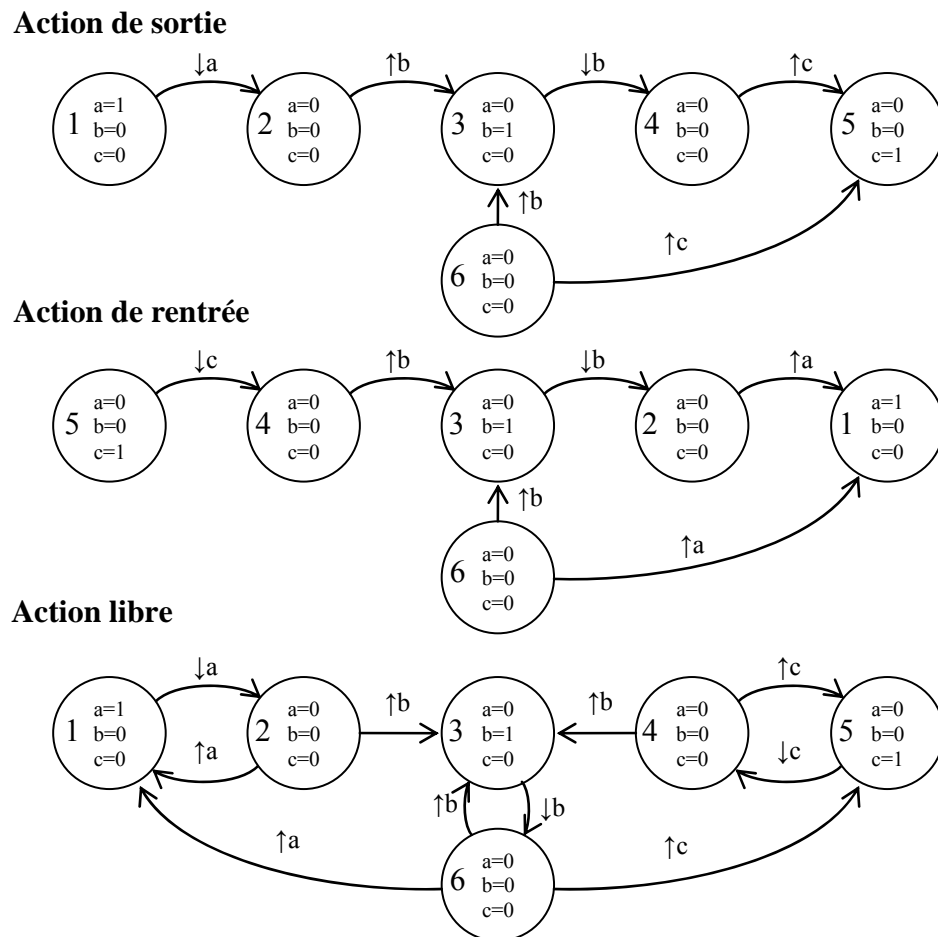 Action de sortie
↓a ↑b ↓b ↑c
1 a=1 b=0 c=0
2 a=0 b=0 c=0
3 a=0 b=1 c=0
4 a=0 b=0 c=0
5 a=0 b=0 c=1
↑b
↑c
6 a=0 b=0 c=0
Action de rentrée
↓c ↑b ↓b ↑a
5 a=0 b=0 c=1
4 a=0 b=0 c=0
3 a=0 b=1 c=0
2 a=0 b=0 c=0
1 a=1 b=0 c=0
↑b
↑a
6 a=0 b=0 c=0
Action libre
↓a ↑c
↑b ↑b
1 a=1 b=0 c=0
2 a=0 b=0 c=0
3 a=0 b=1 c=0
4 a=0 b=0 c=0
5 a=0 b=0 c=1
↑a ↓c
↑b ↓b
↑a ↑c
6 a=0 b=0 c=0